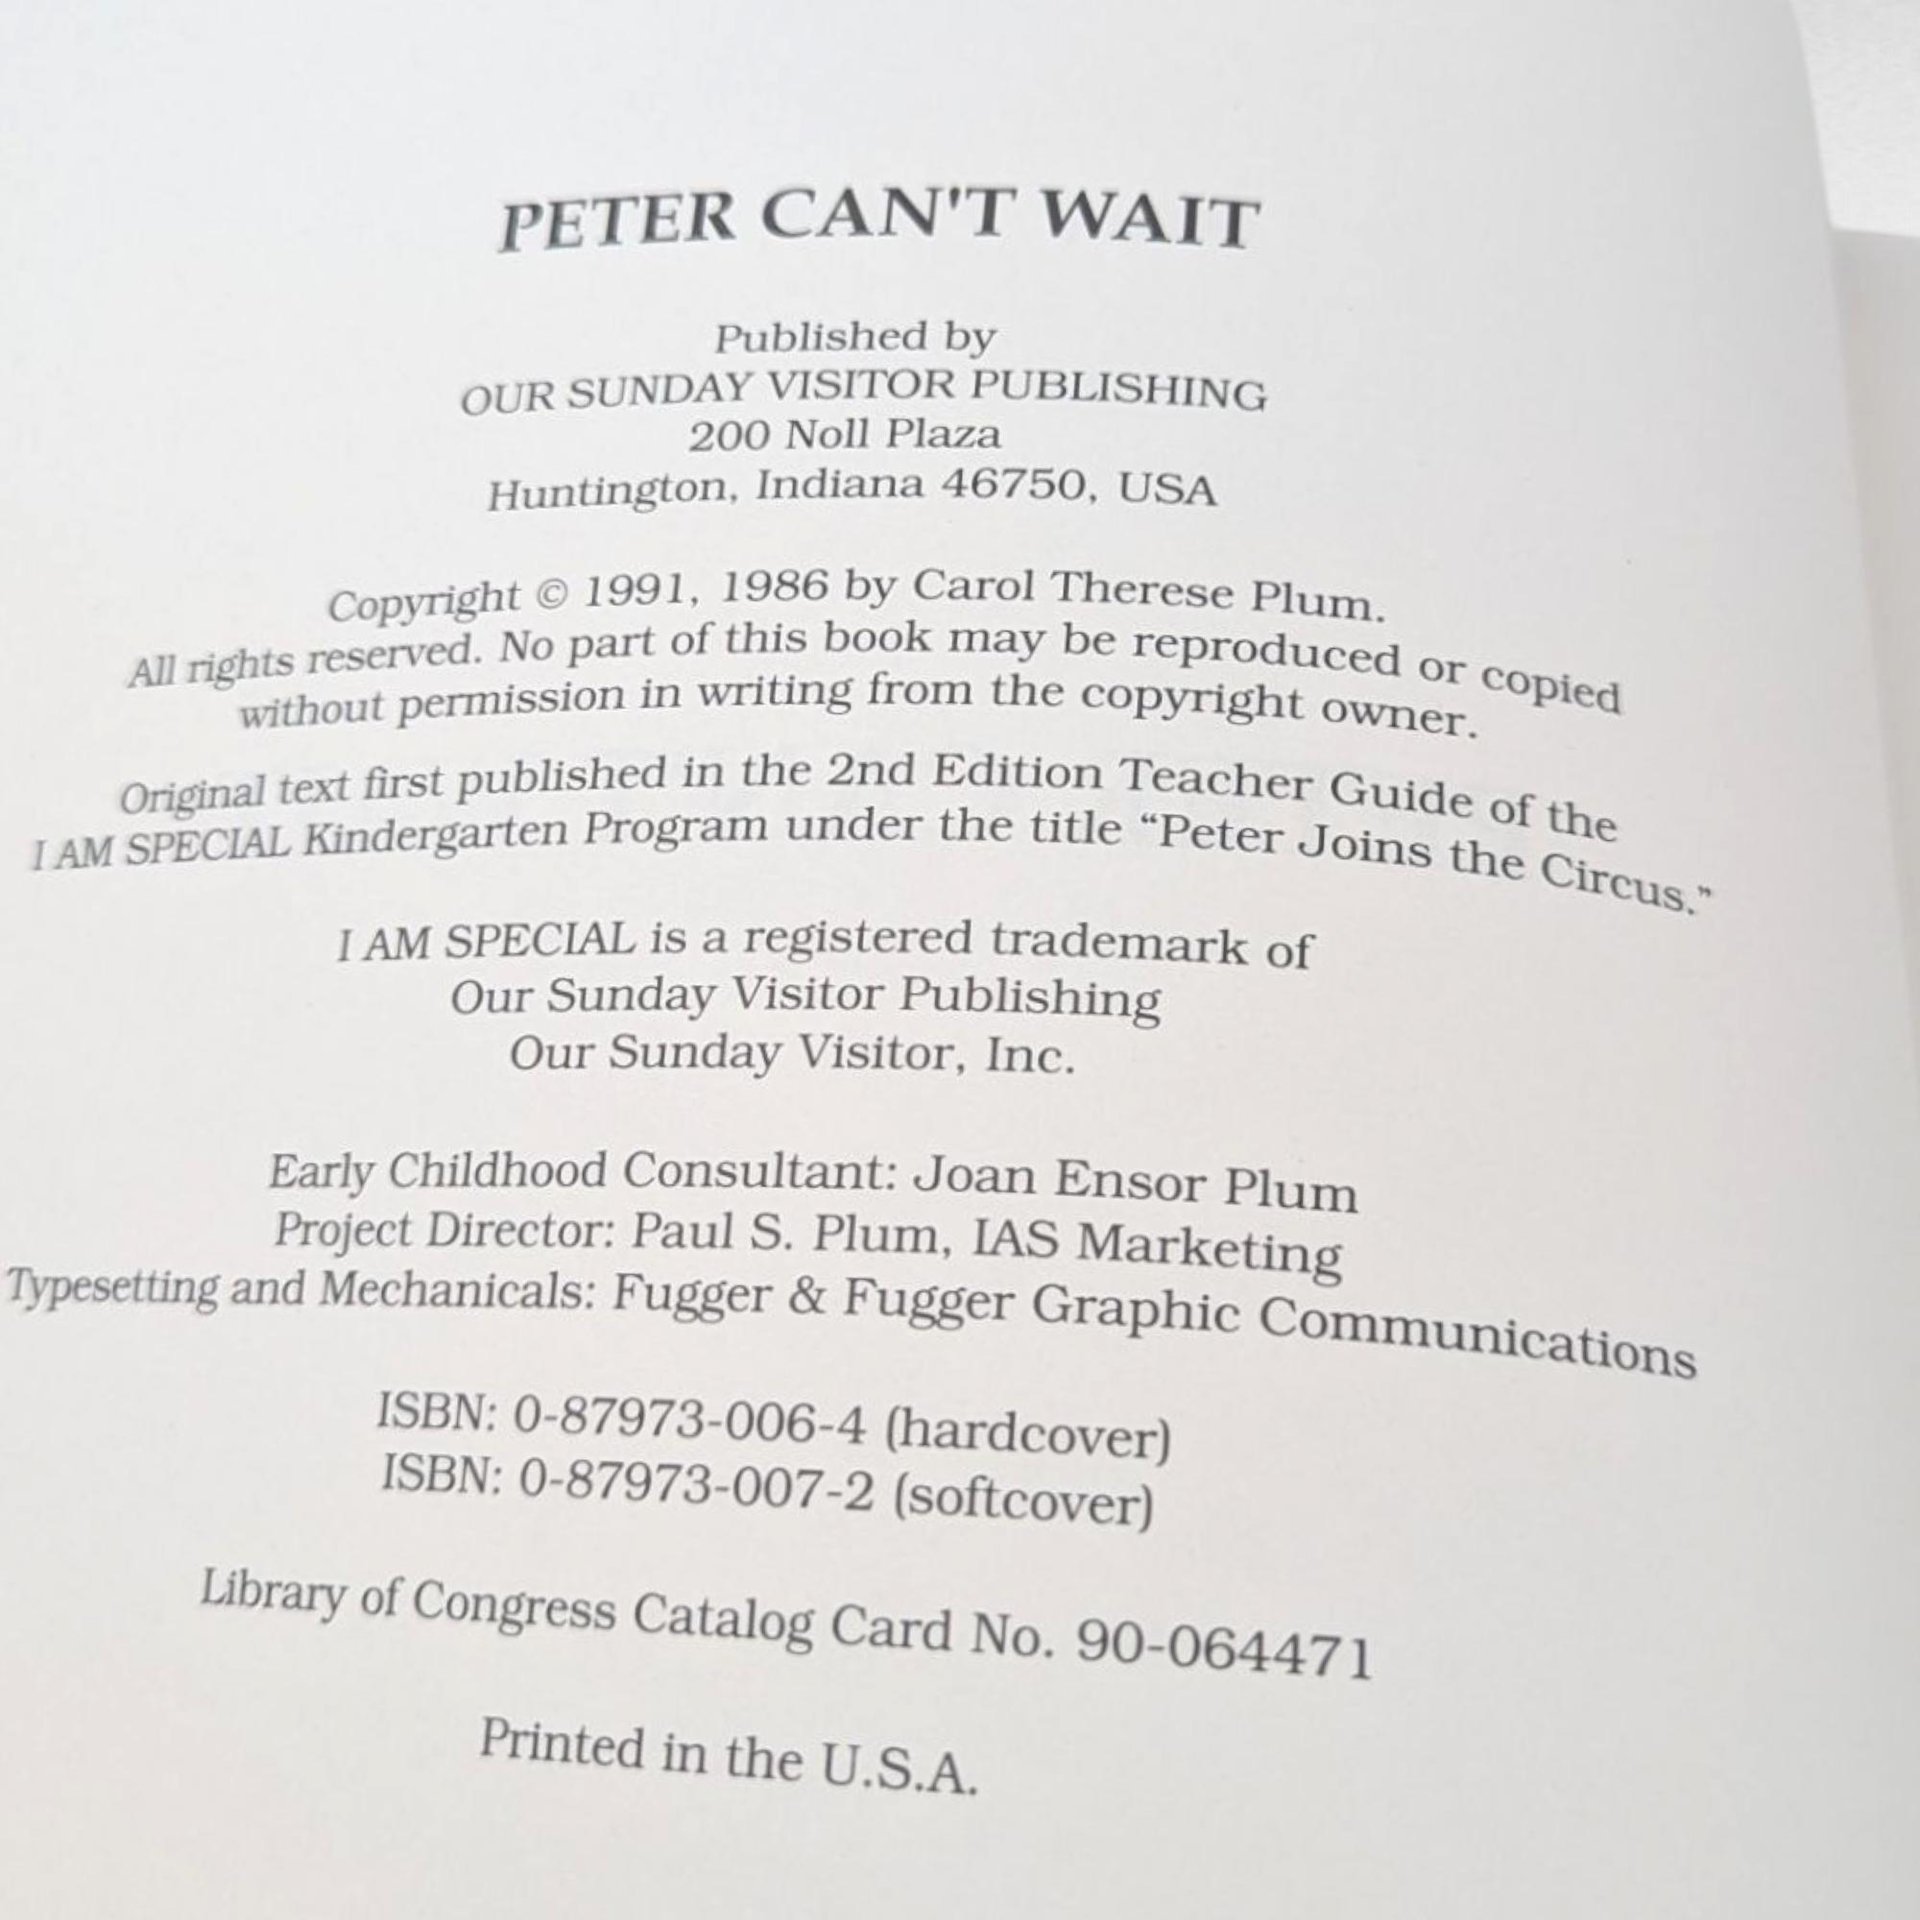 PETER CAN'T WAIT
Published by
OUR SUNDAY VISITOR PUBLISHING
200 Noll Plaza
Huntington, Indiana 46750, USA
Copyright © 1991, 1986 by Carol Therese Plum.
All rights reserved. No part of this book may be reproduced or copied
without permission in writing from the copyright owner.
Original text first published in the 2nd Edition Teacher Guide of the
I AM SPECIAL Kindergarten Program under the title “Peter Joins the Circus.”
I AM SPECIAL is a registered trademark of
Our Sunday Visitor Publishing
Our Sunday Visitor, Inc.
Early Childhood Consultant: Joan Ensor Plum
Project Director: Paul S. Plum, IAS Marketing
Typesetting and Mechanicals: Fugger & Fugger Graphic Communications
ISBN: 0-87973-006-4 (hardcover)
ISBN: 0-87973-007-2 (softcover)
Library of Congress Catalog Card No. 90-064471
Printed in the U.S.A.